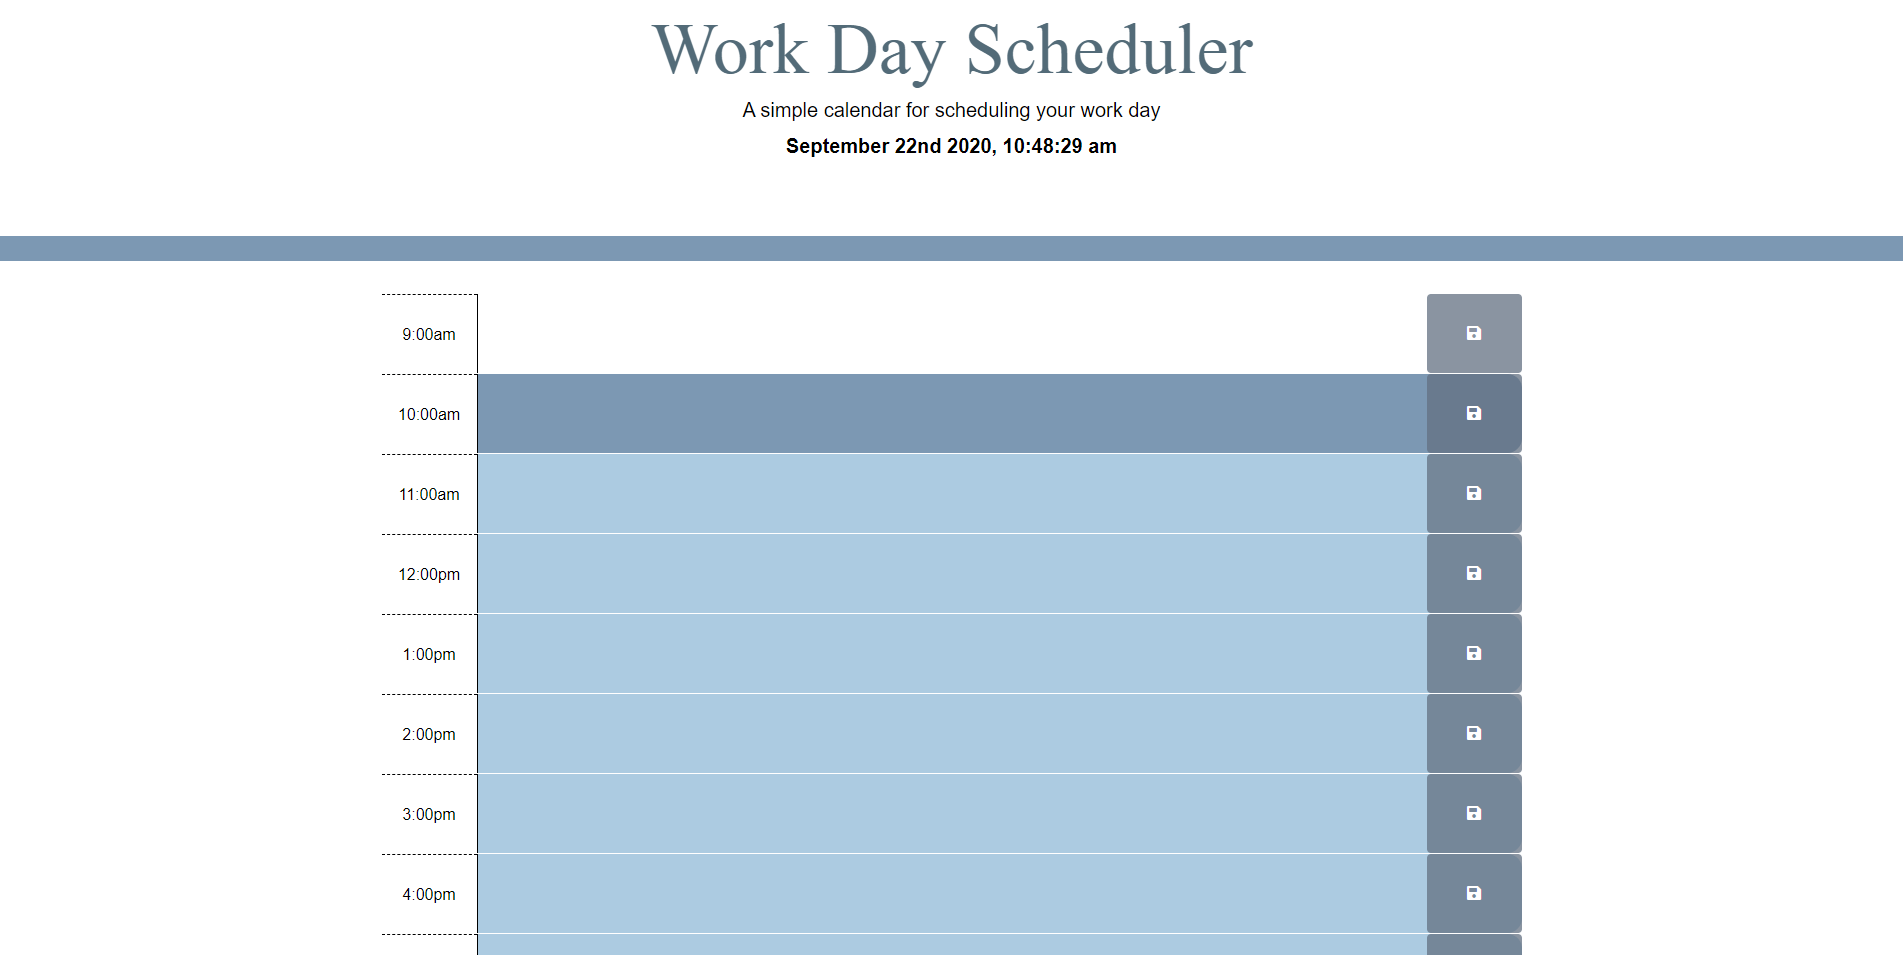 Work Day Scheduler
A simple calendar for scheduling your work day
September 22nd 2020, 10:48:29 am
9:00am
10:00am
11:00am
12:00pm
1:00pm
2:00pm
3:00pm
4:00pm